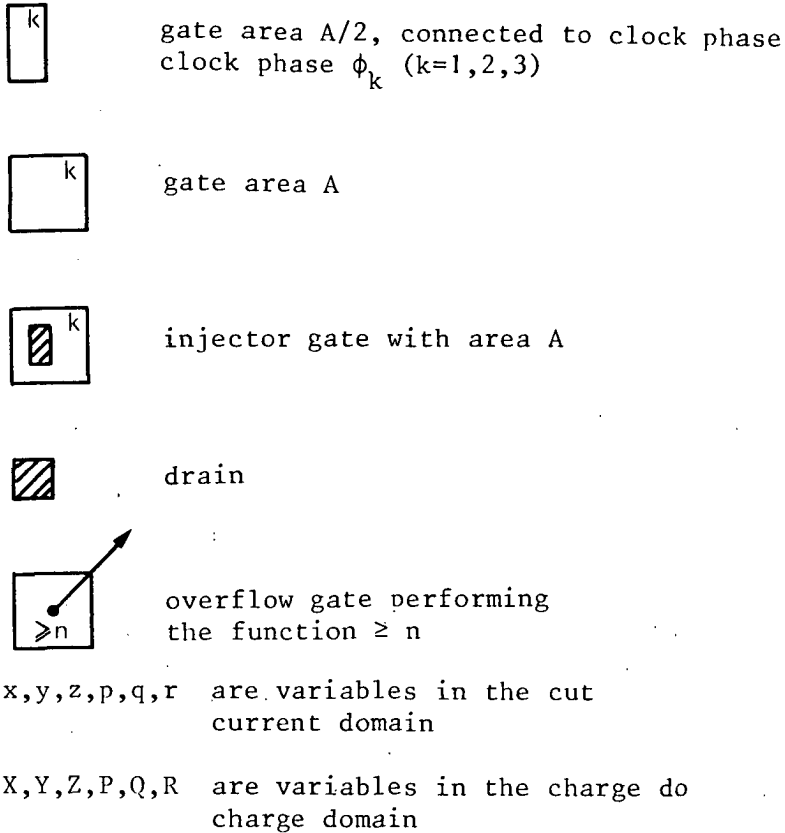 k
gate area A/2, connected to clock phase
clock phase ϕk (k=1,2,3)
k
gate area A
k
injector gate with area A
drain
overflow gate performing
⩾n
the function ≥ n
x,y,z,p,q,r are variables in the cut
current domain
X,Y,Z,P,Q,R are variables in the charge do
charge domain